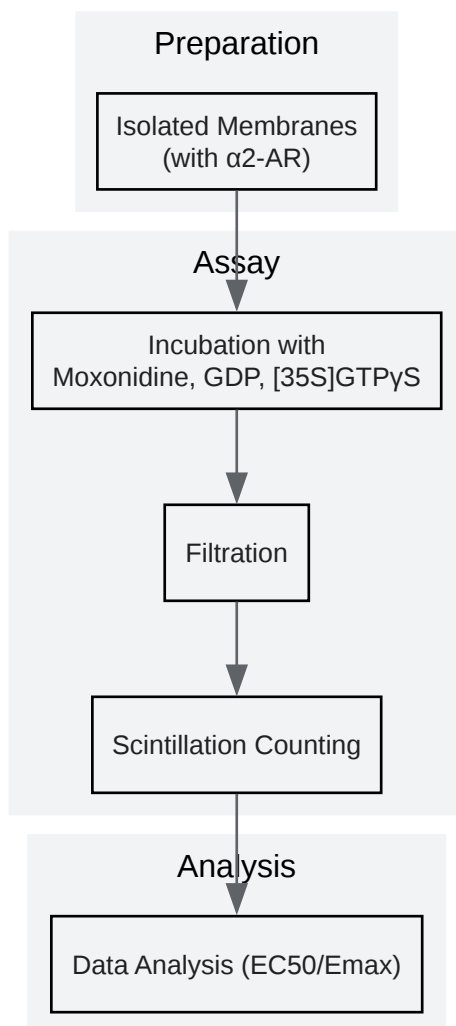 Preparation
Isolated Membranes
(with α2-AR)
Assay
Incubation with
Moxonidine, GDP, [35S]GTPγS
Filtration
Scintillation Counting
Analysis
Data Analysis (EC50/Emax)